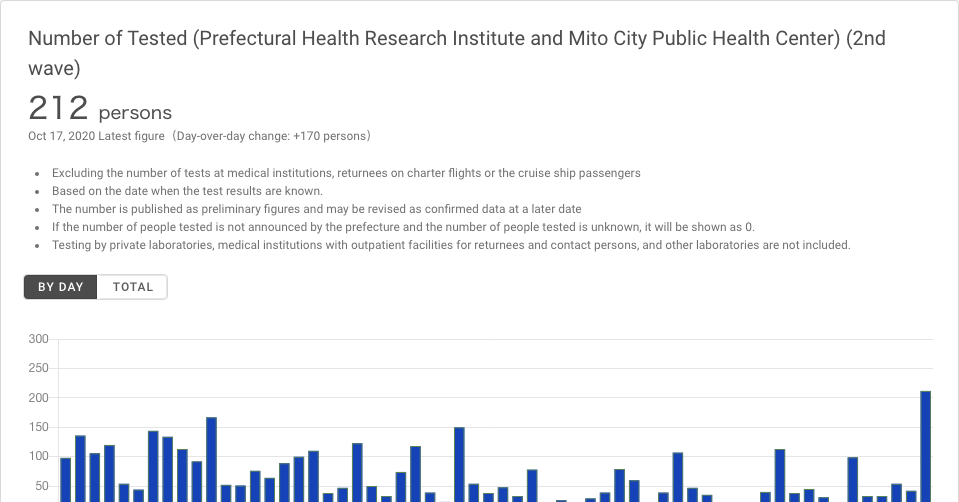 Number of Tested (Prefectural Health Research Institute and Mito City Public Health Center) (2nd
wave)
212 persons
Oct 17, 2020 Latest figure（Day-over-day change: +170 persons）
• Excluding the number of tests at medical institutions, returnees on charter flights or the cruise ship passengers
• Based on the date when the test results are known.
• The number is published as preliminary figures and may be revised as confirmed data at a later date
• If the number of people tested is not announced by the prefecture and the number of people tested is unknown, it will be shown as 0.
• Testing by private laboratories, medical institutions with outpatient facilities for returnees and contact persons, and other laboratories are not included.
BY DAY TOTAL
300
250
200
150
100
50